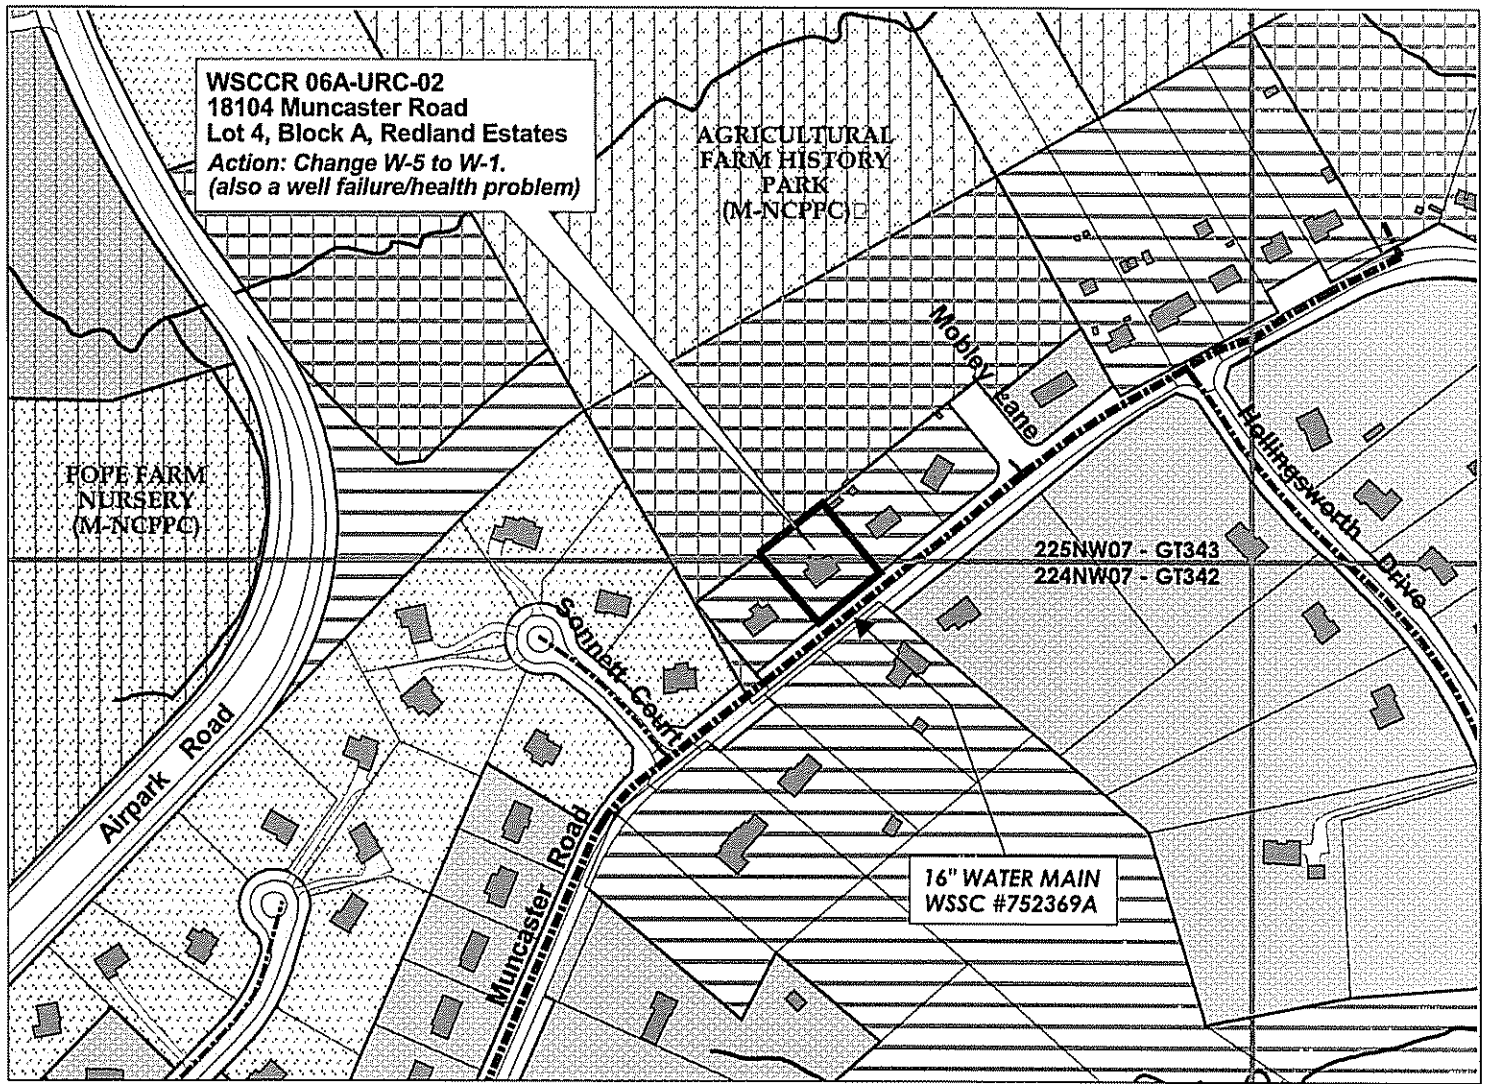 WSCCR 06A-URC-02
18104 Muncaster Road
Lot 4, Block A, Redland Estates
Action: Change W-5 to W-1.
(also a well failure/health problem)
AGRICULTURAL
FARM HISTORY
PARK
(M-NCPPC)
Mobley Lane
Hollingsworth Drive
POPE FARM
NURSERY
(M-NCPPC)
225NW07 - GT343
224NW07 - GT342
Sonnett Court
Airpark Road
Muncaster Road
16" WATER MAIN
WSSC #752369A